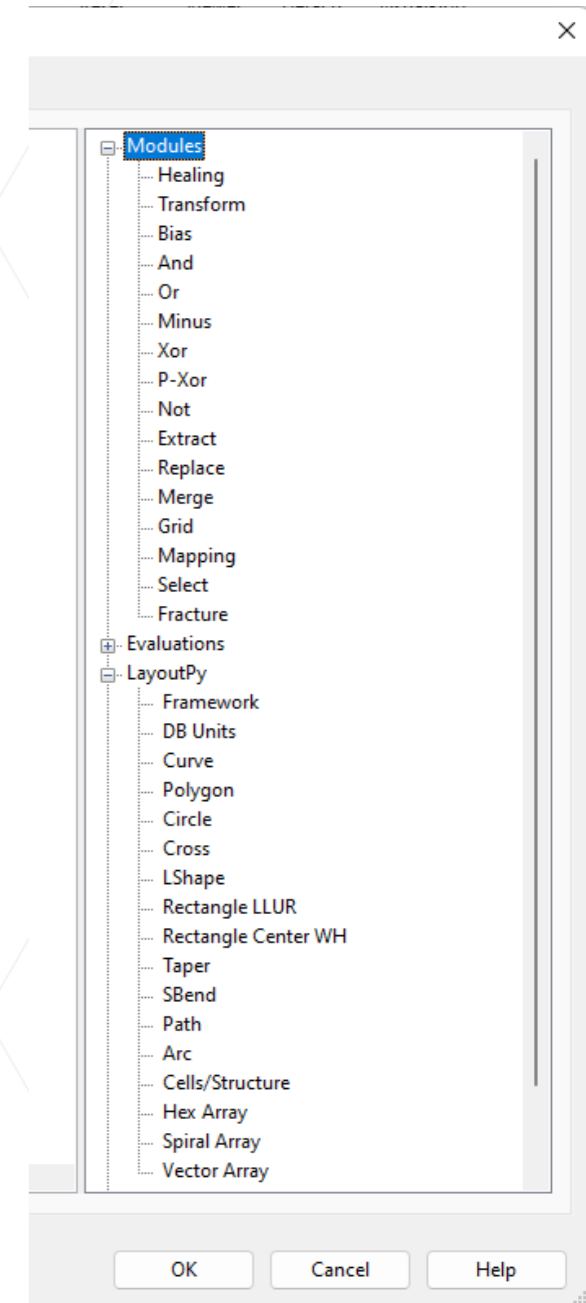 Modules
Healing
Transform
Bias
And
Or
Minus
Xor
P-Xor
Not
Extract
Replace
Merge
Grid
Mapping
Select
Fracture
Evaluations
LayoutPy
Framework
DB Units
Curve
Polygon
Circle
Cross
LShape
Rectangle LLUR
Rectangle Center WH
Taper
SBend
Path
Arc
Cells/Structure
Hex Array
Spiral Array
Vector Array
OK Cancel Help